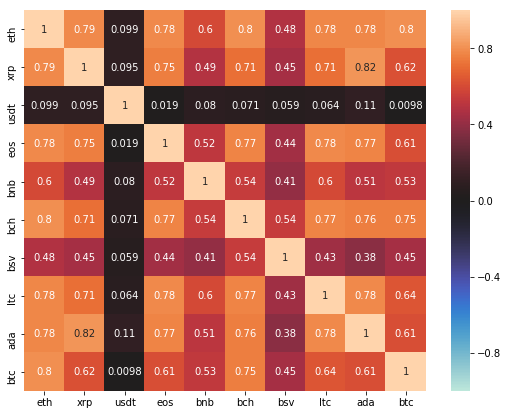 eth 1 0.79 0.099 0.78 0.6 0.8 0.48 0.78 0.78 0.8
xrp 0.79 1 0.095 0.75 0.49 0.71 0.45 0.71 0.82 0.62
usdt 0.099 0.095 1 0.019 0.08 0.071 0.059 0.064 0.11 0.0098
eos 0.78 0.75 0.019 1 0.52 0.77 0.44 0.78 0.77 0.61
bnb 0.6 0.49 0.08 0.52 1 0.54 0.41 0.6 0.51 0.53
bch 0.8 0.71 0.071 0.77 0.54 1 0.54 0.77 0.76 0.75
bsv 0.48 0.45 0.059 0.44 0.41 0.54 1 0.43 0.38 0.45
ltc 0.78 0.71 0.064 0.78 0.6 0.77 0.43 1 0.78 0.64
ada 0.78 0.82 0.11 0.77 0.51 0.76 0.38 0.78 1 0.61
btc 0.8 0.62 0.0098 0.61 0.53 0.75 0.45 0.64 0.61 1
eth xrp usdt eos bnb bch bsv ltc ada btc
0.8
0.4
0.0
−0.4
−0.8